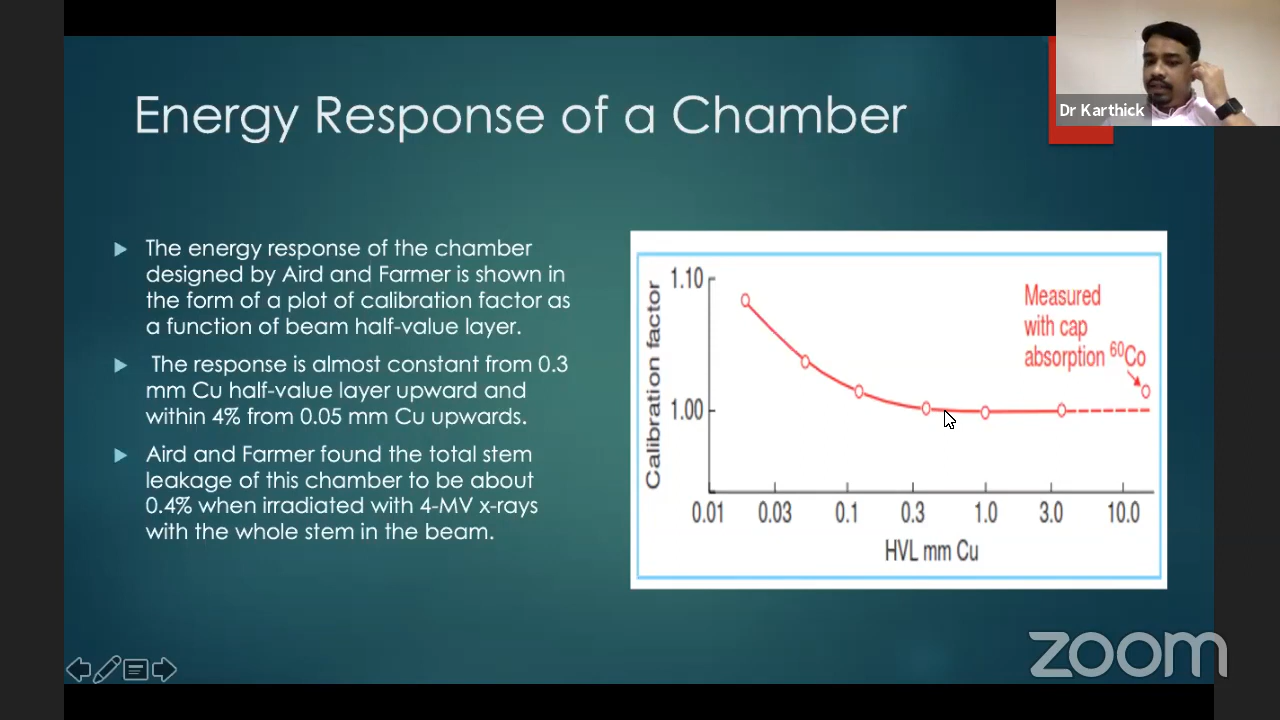 Energy Response of a Chamber
Dr Karthick
The energy response of the chamber
designed by Aird and Farmer is shown in
the form of a plot of calibration factor as
a function of beam half-value layer.
The response is almost constant from 0.3
mm Cu half-value layer upward and
within 4% from 0.05 mm Cu upwards.
Aird and Farmer found the total stem
leakage of this chamber to be about
0.4% when irradiated with 4-MV x-rays
with the whole stem in the beam.
Calibration factor
1.10
1.00
Measured
with cap
absorption ⁶⁰Co
0.01 0.03 0.1 0.3 1.0 3.0 10.0
HVL mm Cu
zoom